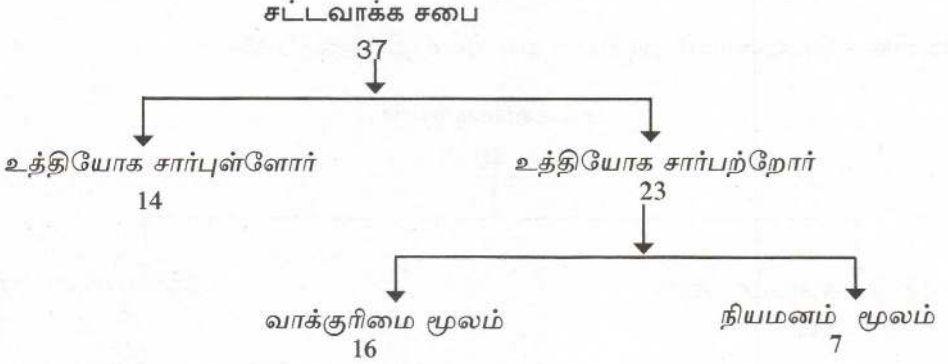 சட்டவாக்க சபை
37
உத்தியோக சார்புள்ளோர்
14
உத்தியோக சார்பற்றோர்
23
வாக்குரிமை மூலம்
16
நியமனம் மூலம்
7